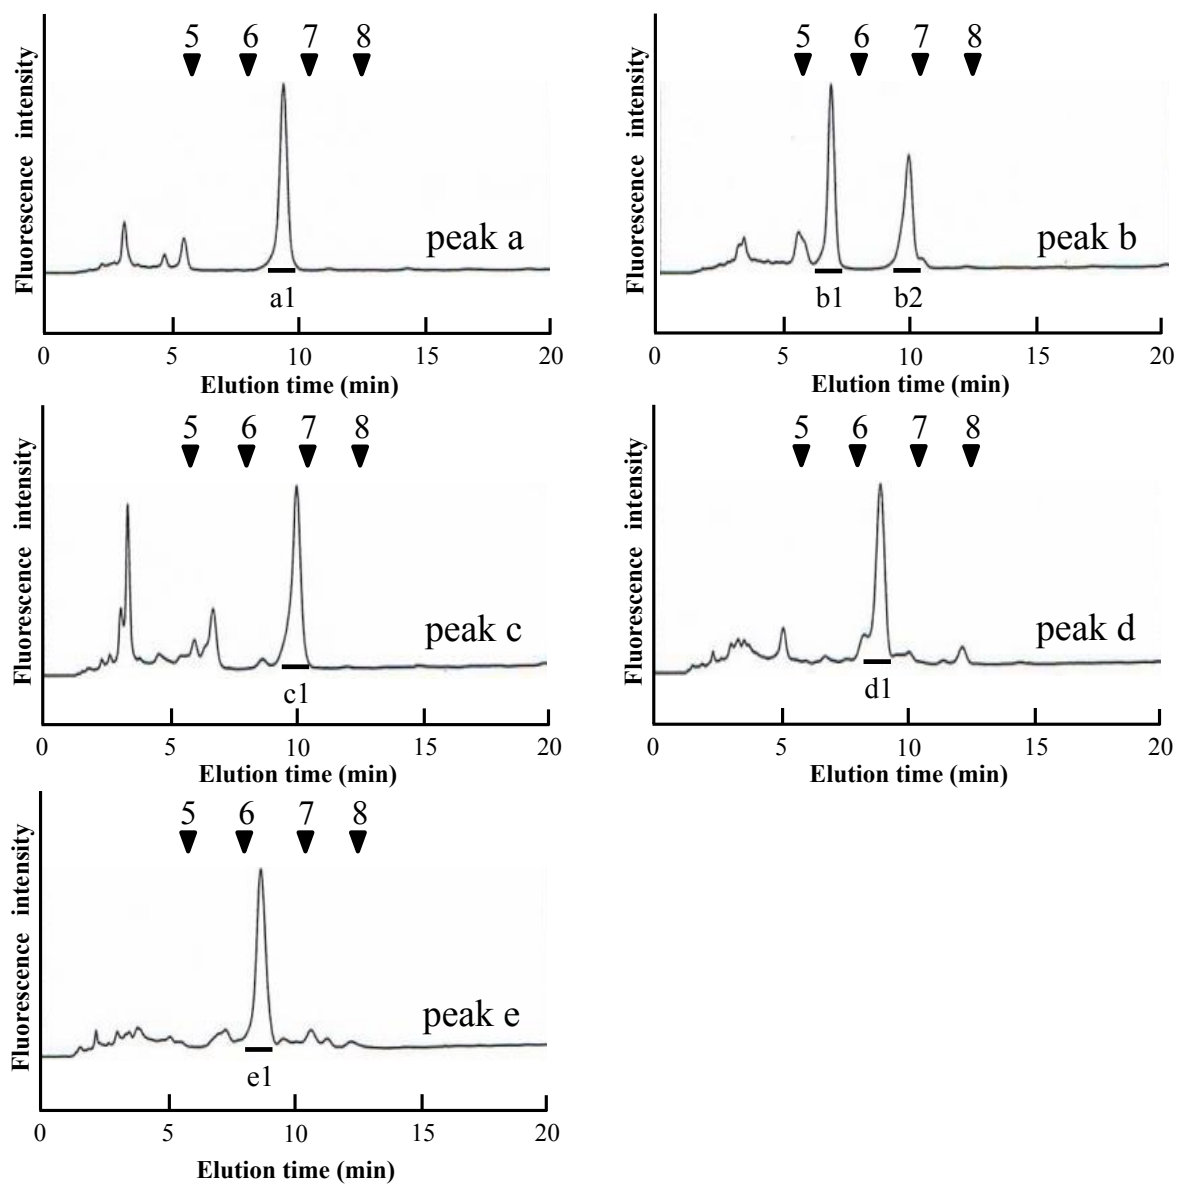 5 6 7 8
Fluorescence intensity
peak a
a1
0 5 10 15 20
Elution time (min)
5 6 7 8
Fluorescence intensity
peak b
b1 b2
0 5 10 15 20
Elution time (min)
5 6 7 8
Fluorescence intensity
peak c
c1
0 5 10 15 20
Elution time (min)
5 6 7 8
Fluorescence intensity
peak d
d1
0 5 10 15 20
Elution time (min)
5 6 7 8
Fluorescence intensity
peak e
e1
0 5 10 15 20
Elution time (min)